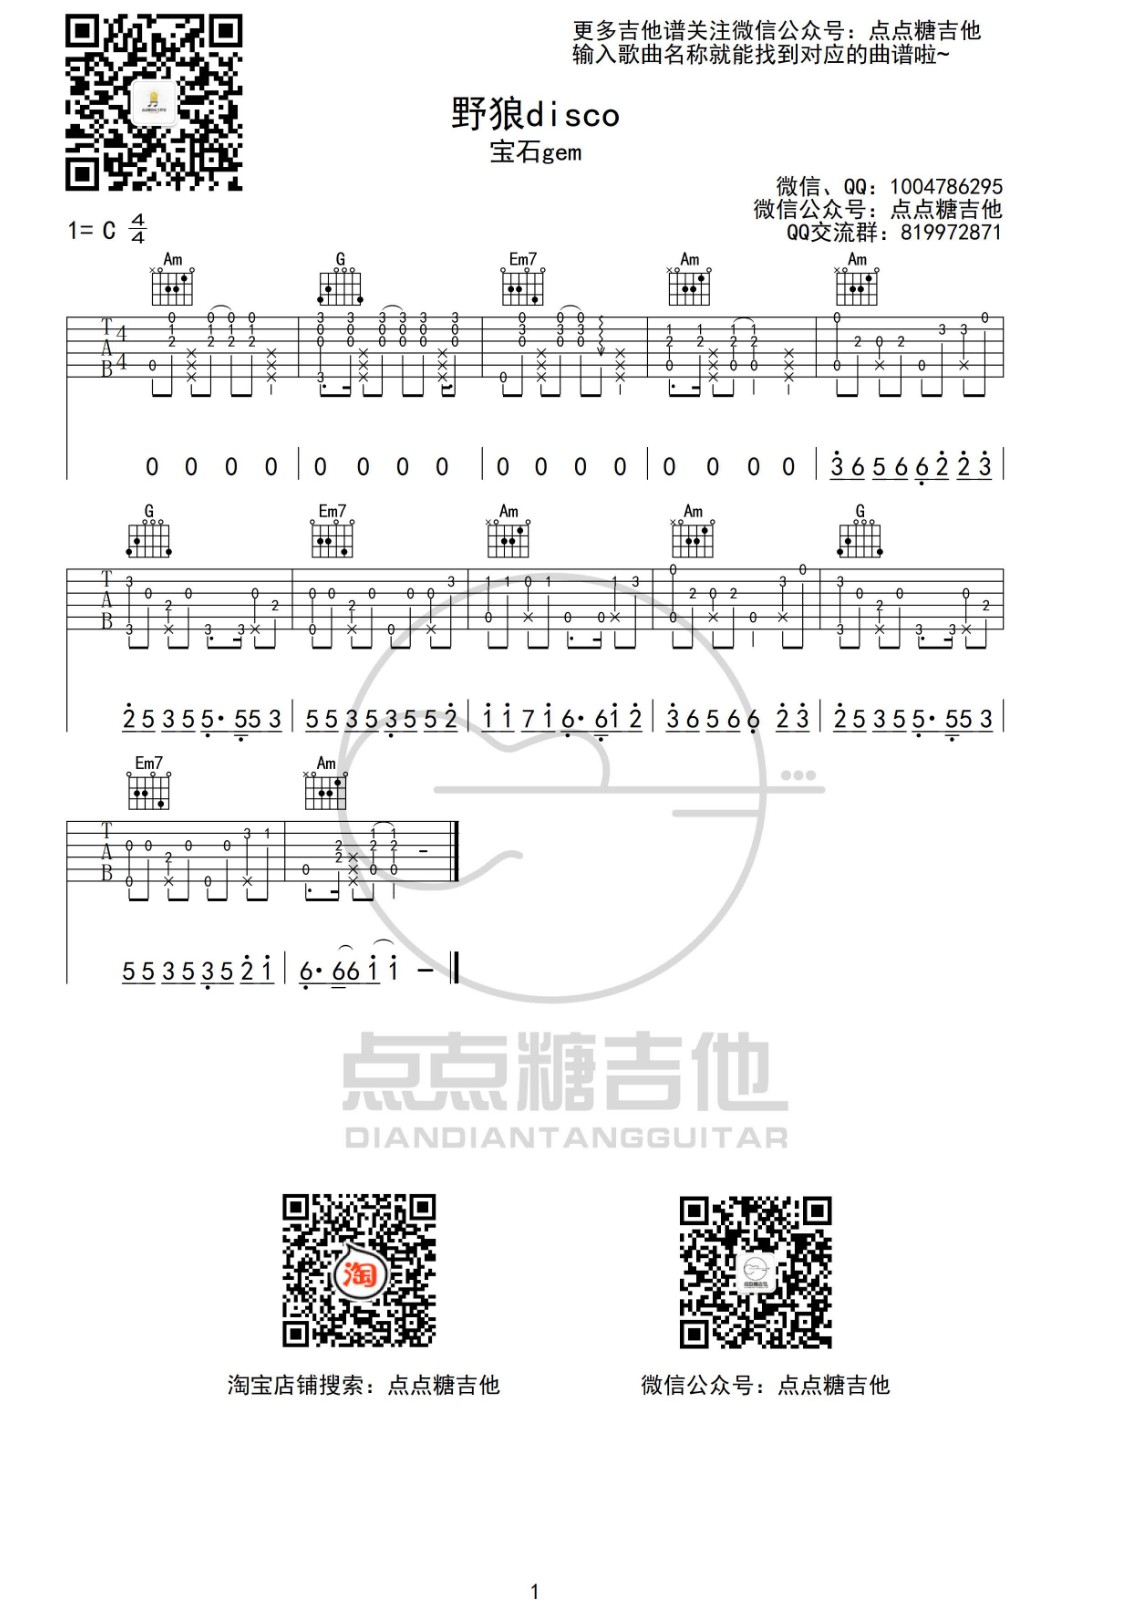 更多吉他谱关注微信公众号：点点糖吉他
输入歌曲名称就能找到对应的曲谱啦~
野狼disco
宝石gem
微信、QQ：1004786295
微信公众号：点点糖吉他
QQ交流群：819972871
1= C 4/4
Am G Em7 Am Am
T A B 4 4
0 0 0 0 | 0 0 0 0 | 0 0 0 0 | 0 0 0 0 | 3 6 5 6 6 2 2 3
G Em7 Am Am G
T A B
2 5 3 5 5· 5 5 3 | 5 5 3 5 3 5 5 2 | 1 1 7 1 6· 6 1 2 | 3 6 5 6 6 2 3 | 2 5 3 5 5· 5 5 3
Em7 Am
T A B
5 5 3 5 3 5 2 1 | 6· 6 6 1 1 –
点点糖吉他
DIANDIANTANGGUITAR
淘
淘宝店铺搜索：点点糖吉他
微信公众号：点点糖吉他
1